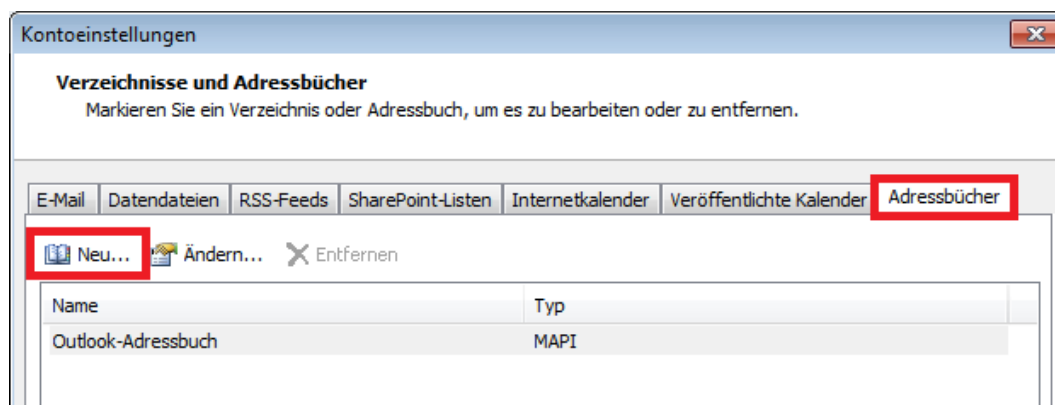 Kontoeinstellungen
Verzeichnisse und Adressbücher
Markieren Sie ein Verzeichnis oder Adressbuch, um es zu bearbeiten oder zu entfernen.
E-Mail Datendateien RSS-Feeds SharePoint-Listen Internetkalender Veröffentlichte Kalender Adressbücher
Neu... Ändern... Entfernen
Name Typ
Outlook-Adressbuch MAPI